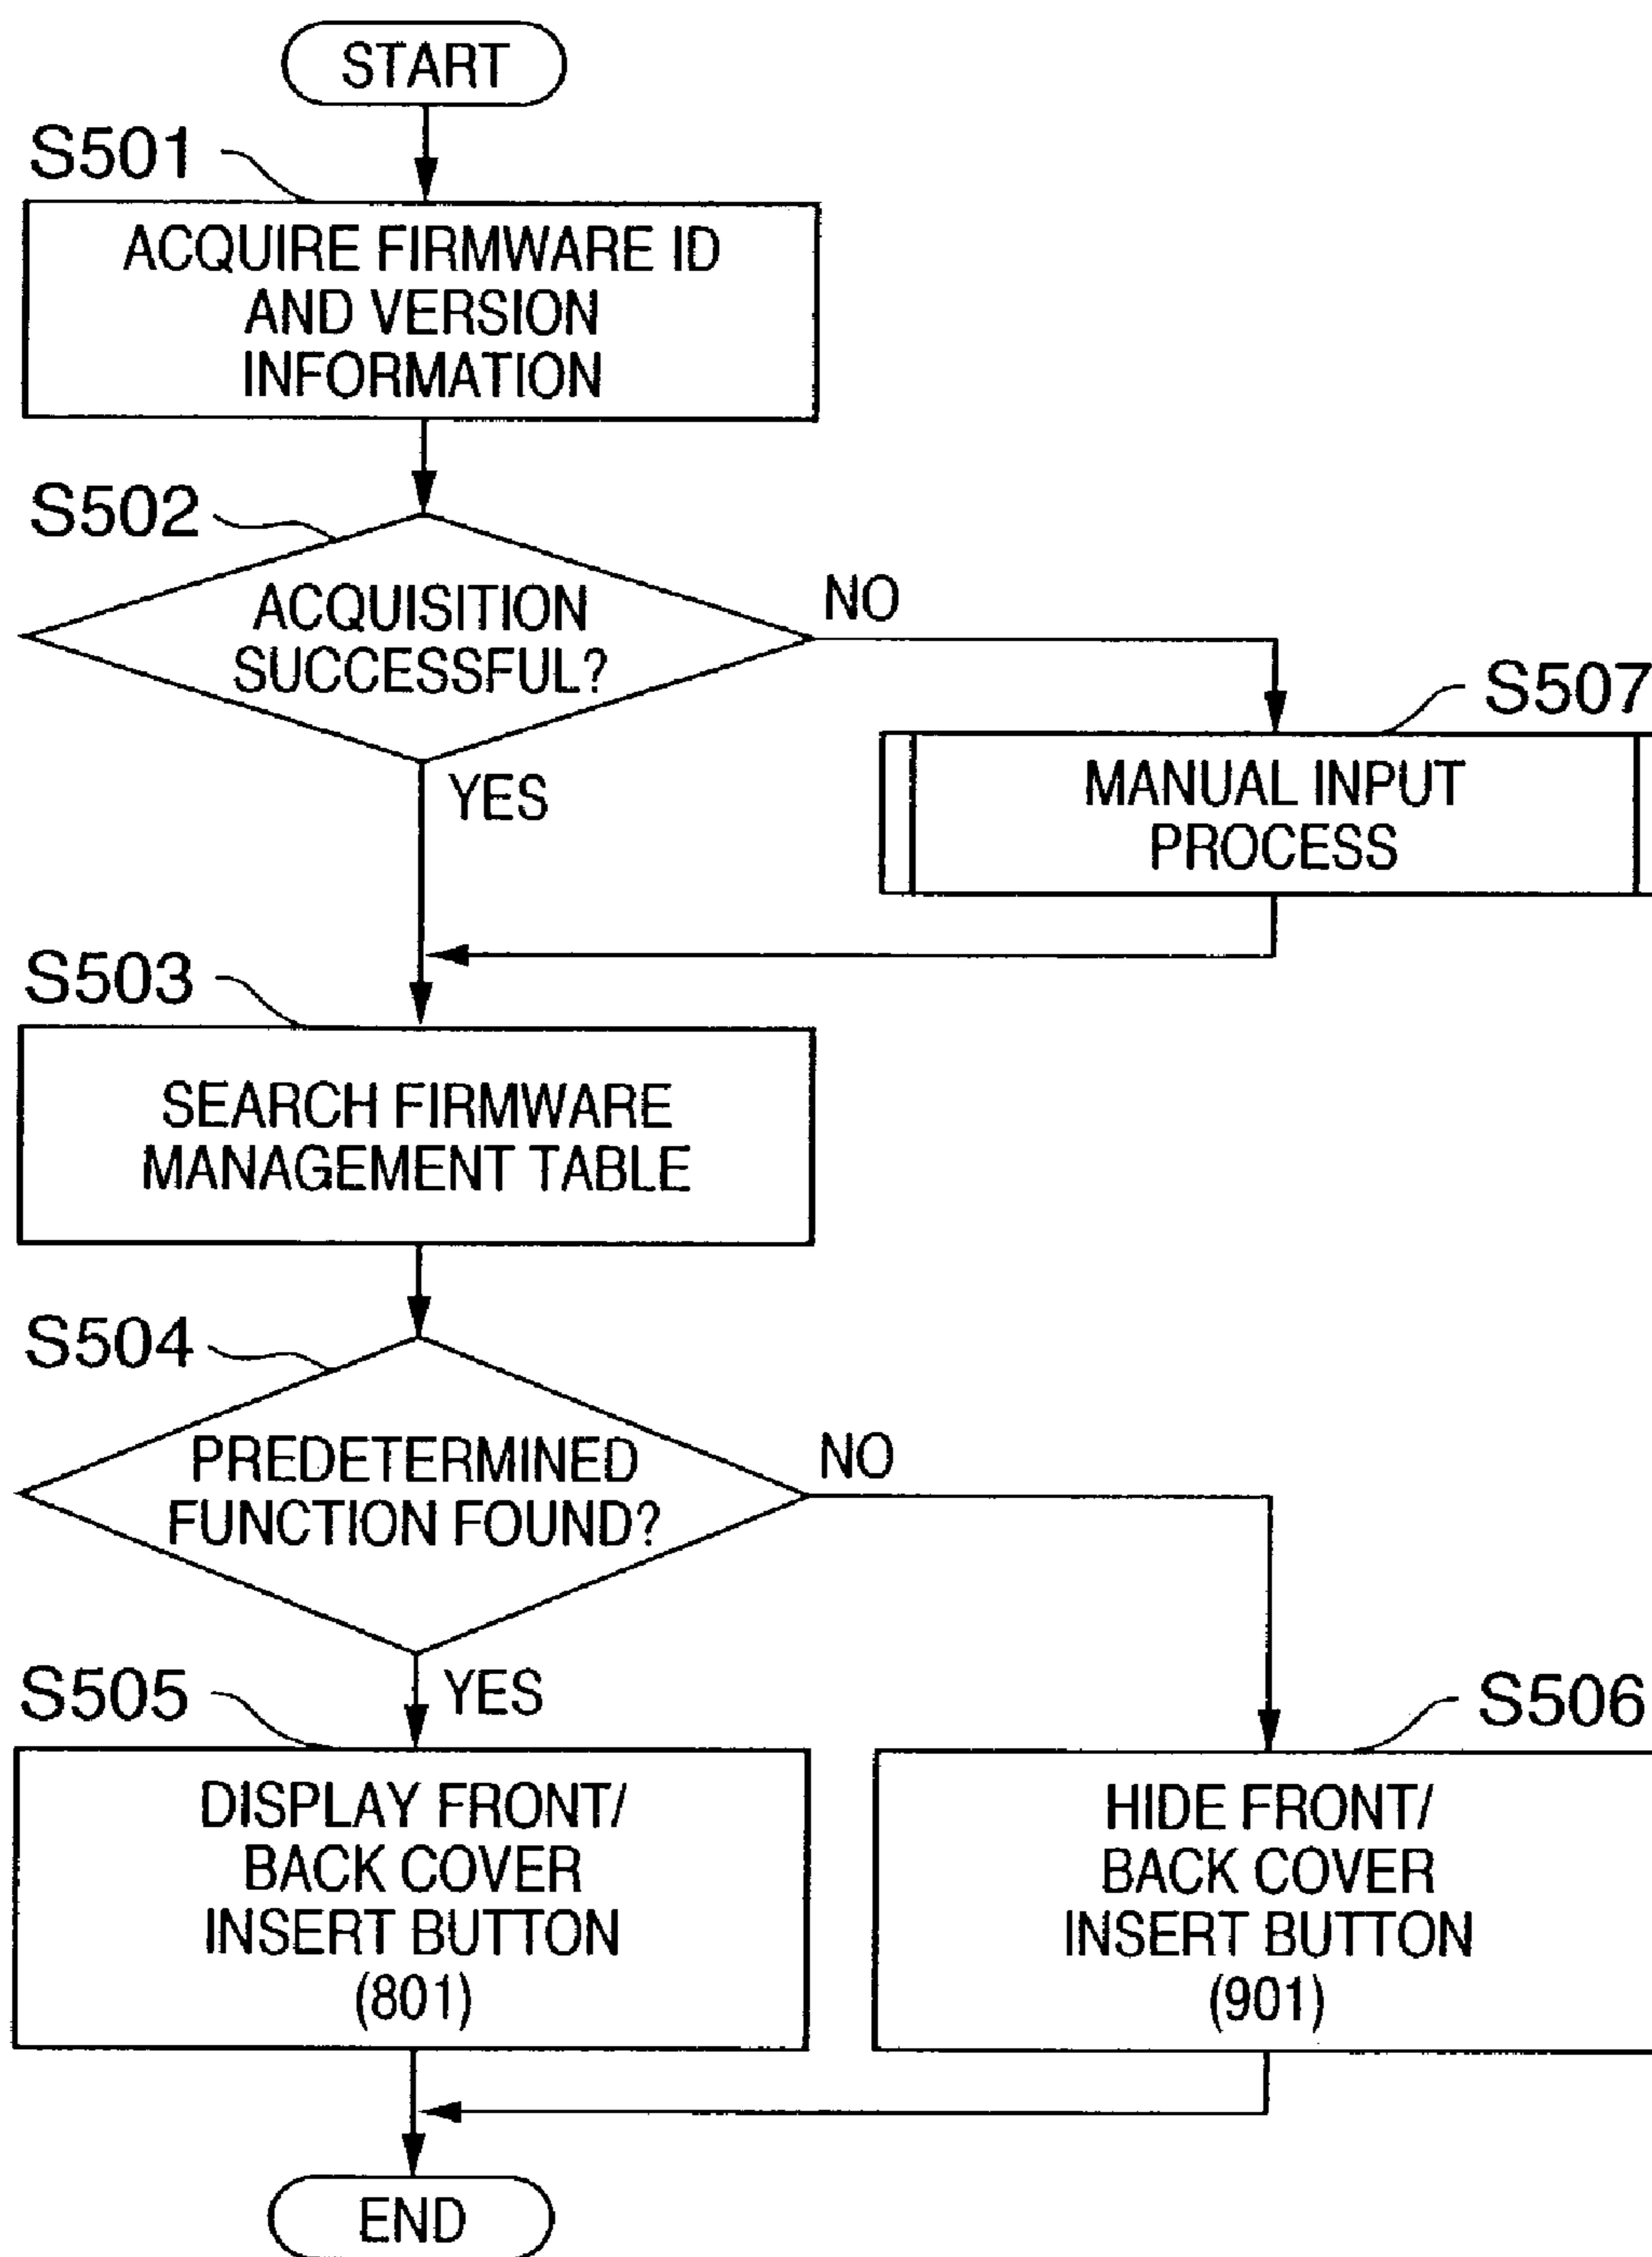 START
S501
ACQUIRE FIRMWARE ID
AND VERSION
INFORMATION
S502
ACQUISITION
SUCCESSFUL?
NO
YES
S507
MANUAL INPUT
PROCESS
S503
SEARCH FIRMWARE
MANAGEMENT TABLE
S504
PREDETERMINED
FUNCTION FOUND?
NO
YES
S505
DISPLAY FRONT/
BACK COVER
INSERT BUTTON
(801)
S506
HIDE FRONT/
BACK COVER
INSERT BUTTON
(901)
END